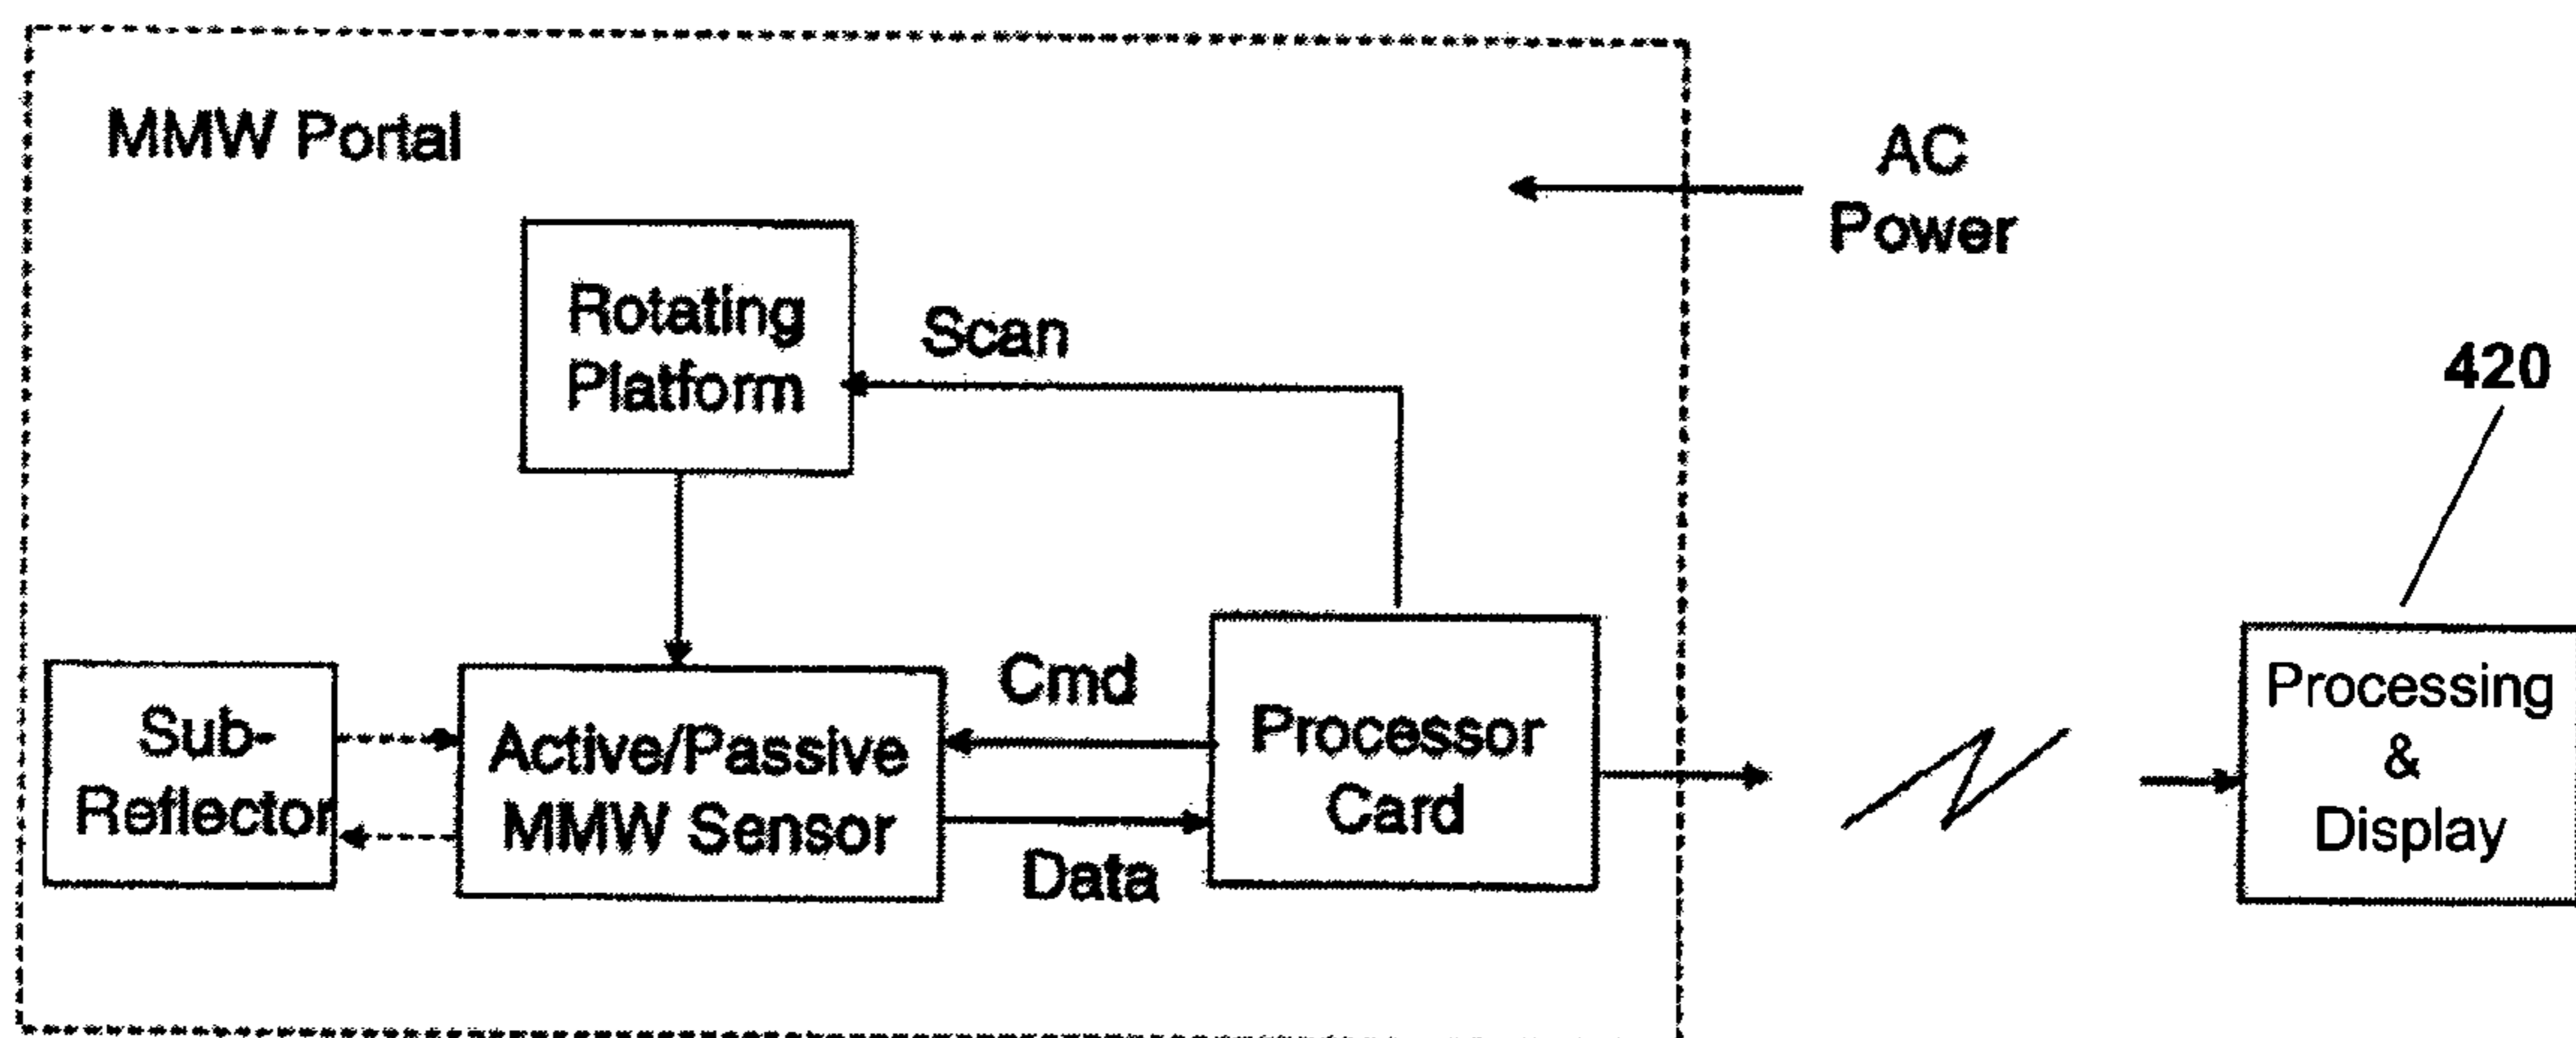 MMW Portal
AC
Power
Rotating
Platform
Scan
420
Sub-
Reflector
Active/Passive
MMW Sensor
Cmd
Data
Processor
Card
Processing
&
Display